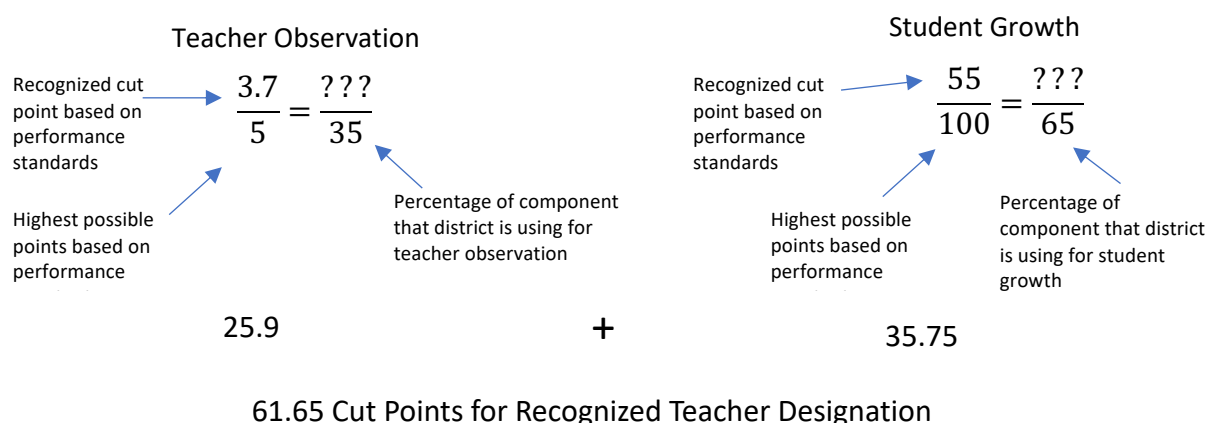 Teacher Observation
Recognized cut
point based on
performance
standards
3.7
5
=
???
35
Highest possible
points based on
performance
Percentage of component
that district is using for
teacher observation
Student Growth
Recognized cut
point based on
performance
standards
55
100
=
???
65
Highest possible
points based on
performance
Percentage of
component that district
is using for student
growth
25.9
+
35.75
61.65 Cut Points for Recognized Teacher Designation